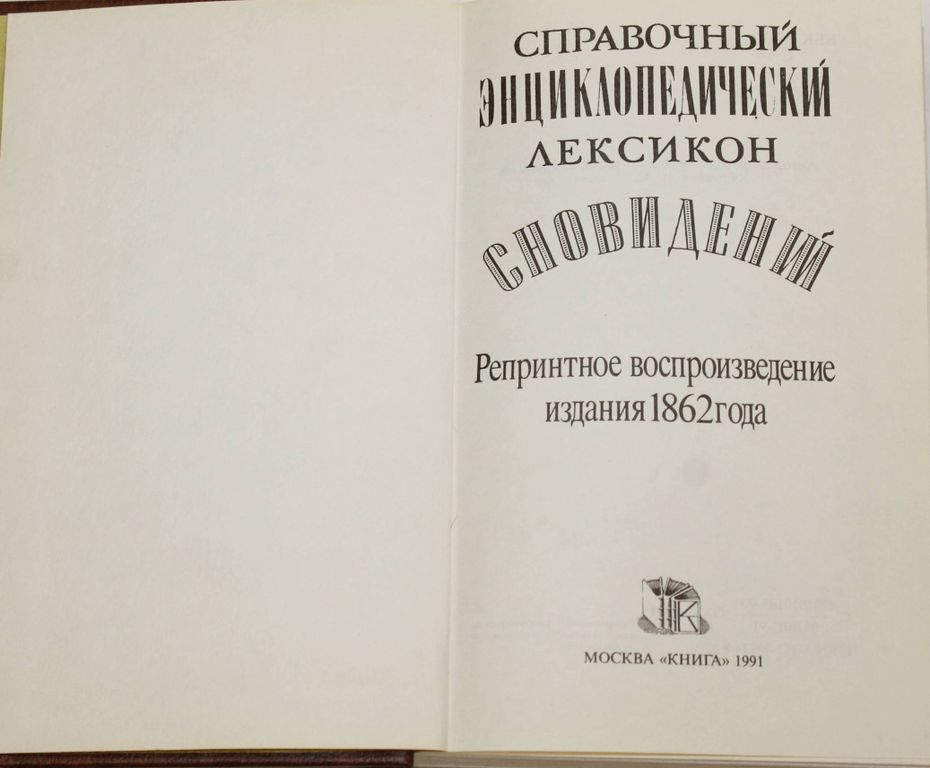 СПРАВОЧНЫЙ
ЭНЦИКЛОПЕДИЧЕСКИЙ
ЛЕКСИКОН
СНОВИДЕНИЙ
Репринтное воспроизведение
издания 1862 года
К
МОСКВА «КНИГА» 1991